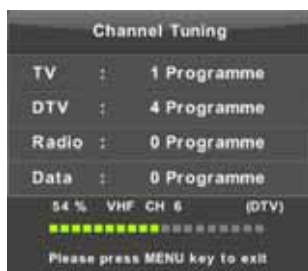 Channel Tuning
TV : 1 Programme
DTV : 4 Programme
Radio : 0 Programme
Data : 0 Programme
54 % VHF CH 6 (DTV)
Please press MENU key to exit